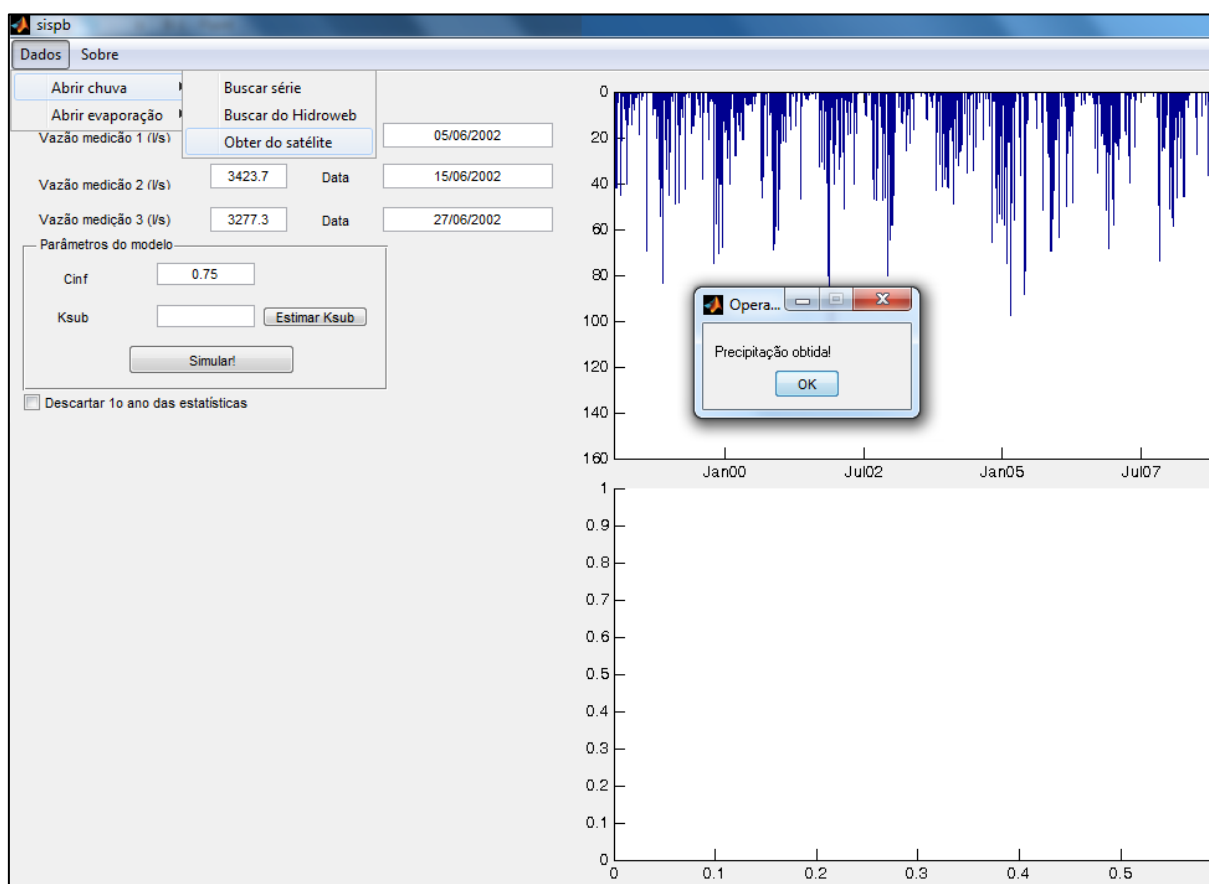 sispb
Dados Sobre
Abrir chuva
Abrir evaporação
Buscar série
Buscar do Hidroweb
Obter do satélite
Vazão medição 1 (l/s) 05/06/2002
Vazão medição 2 (l/s) 3423.7 Data 15/06/2002
Vazão medição 3 (l/s) 3277.3 Data 27/06/2002
Parâmetros do modelo
Cinf 0.75
Ksub Estimar Ksub
Simular!
Descartar 1o ano das estatísticas
0
20
40
60
80
100
120
140
160
Jan00 Jul02 Jan05 Jul07
Opera...
Precipitação obtida!
OK
1
0.9
0.8
0.7
0.6
0.5
0.4
0.3
0.2
0.1
0
0 0.1 0.2 0.3 0.4 0.5